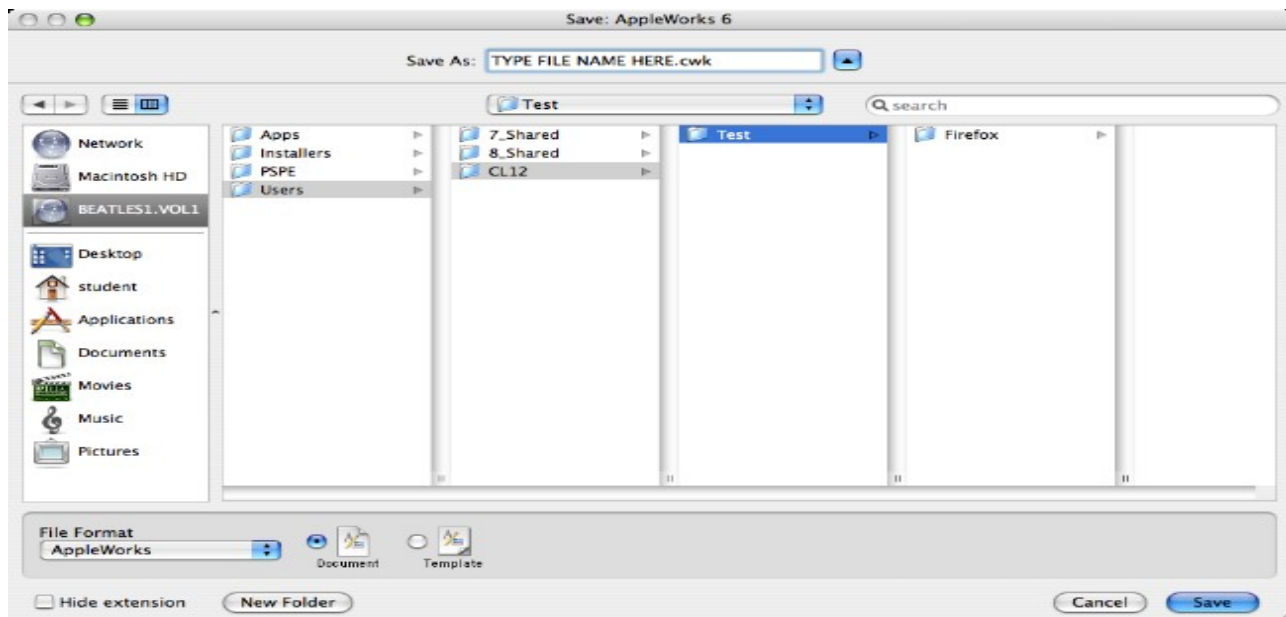 Save: AppleWorks 6
Save As: TYPE FILE NAME HERE.cwk
Test
search
Network
Macintosh HD
BEATLES1.VOL1
Desktop
student
Applications
Documents
Movies
Music
Pictures
Apps
Installers
PSPE
Users
7_Shared
8_Shared
CL12
Test
Firefox
File Format
AppleWorks
Document
Template
Hide extension
New Folder
Cancel
Save